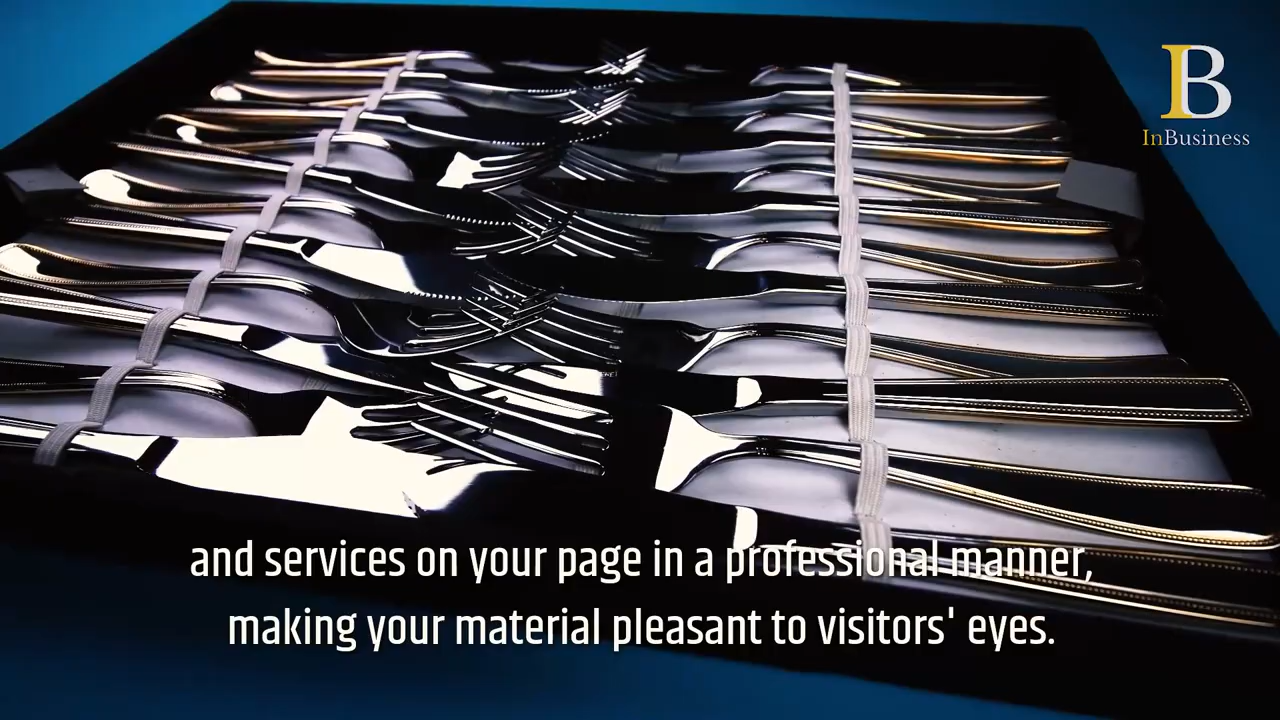 B
InBusiness
and services on your page in a professional manner,
making your material pleasant to visitors' eyes.